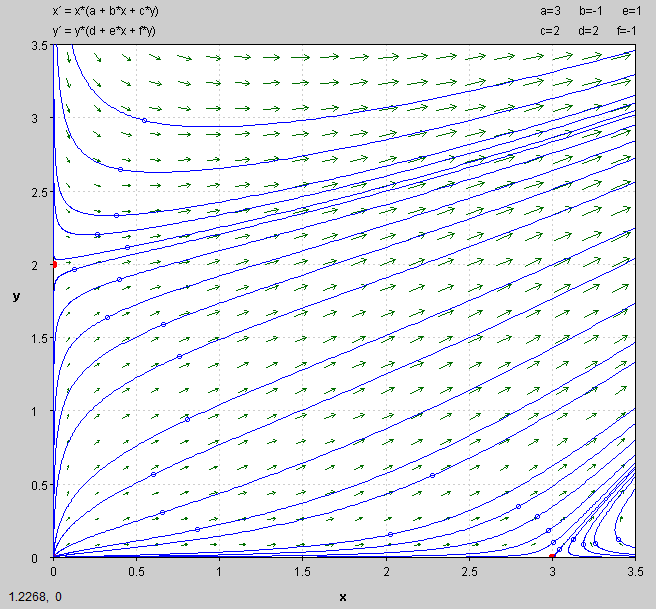 x´ = x*(a + b*x + c*y)
y´ = y*(d + e*x + f*y)
a=3 b=-1 e=1
c=2 d=2 f=-1
3.5
3
2.5
2
y
1.5
1
0.5
0
0 0.5 1 1.5 2 2.5 3 3.5
x
1.2268, 0